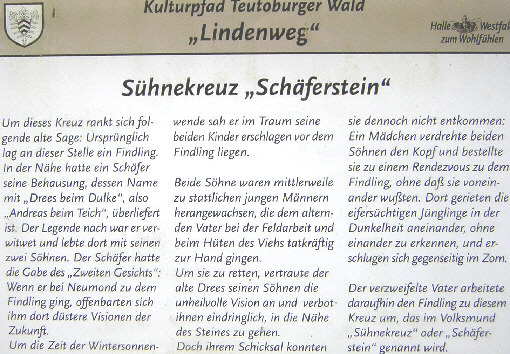 Kulturpfad Teutoburger Wald
„Lindenweg“
Halle Westfalen
zum Wohlfühlen
Sühnekreuz „Schäferstein“
Um dieses Kreuz rankt sich fol-
gende alte Sage: Ursprünglich
lag an dieser Stelle ein Findling.
In der Nähe hatte ein Schäfer
seine Behausung, dessen Name
mit „Drees beim Dulke“, also
„Andreas beim Teich“, überliefert
ist. Der Legende nach war er ver-
witwet und lebte dort mit seinen
zwei Söhnen. Der Schäfer hatte
die Gabe des „Zweiten Gesichts“:
Wenn er bei Neumond zu dem
Findling ging, offenbarten sich
ihm dort düstere Visionen der
Zukunft.
Um die Zeit der Wintersonnen-
wende sah er im Traum seine
beiden Kinder erschlagen vor dem
Findling liegen.
Beide Söhne waren mittlerweile
zu stattlichen jungen Männern
herangewachsen, die dem altern-
den Vater bei der Feldarbeit und
beim Hüten des Viehs tatkräftig
zur Hand gingen.
Um sie zu retten, vertraute der
alte Drees seinen Söhnen die
unheilvolle Vision an und verbot
ihnen eindringlich, in die Nähe
des Steines zu gehen.
Doch ihrem Schicksal konnten
sie dennoch nicht entkommen:
Ein Mädchen verdrehte beiden
Söhnen den Kopf und bestellte
sie zu einem Rendezvous zu dem
Findling, ohne daß sie vonein-
ander wußten. Dort gerieten die
eifersüchtigen Jünglinge in der
Dunkelheit aneinander, ohne
einander zu erkennen, und er-
schlugen sich gegenseitig im Zorn.
Der verzweifelte Vater arbeitete
daraufhin den Findling zu diesem
Kreuz um, das im Volksmund
„Sühnekreuz“ oder „Schäfer-
stein“ genannt wird.